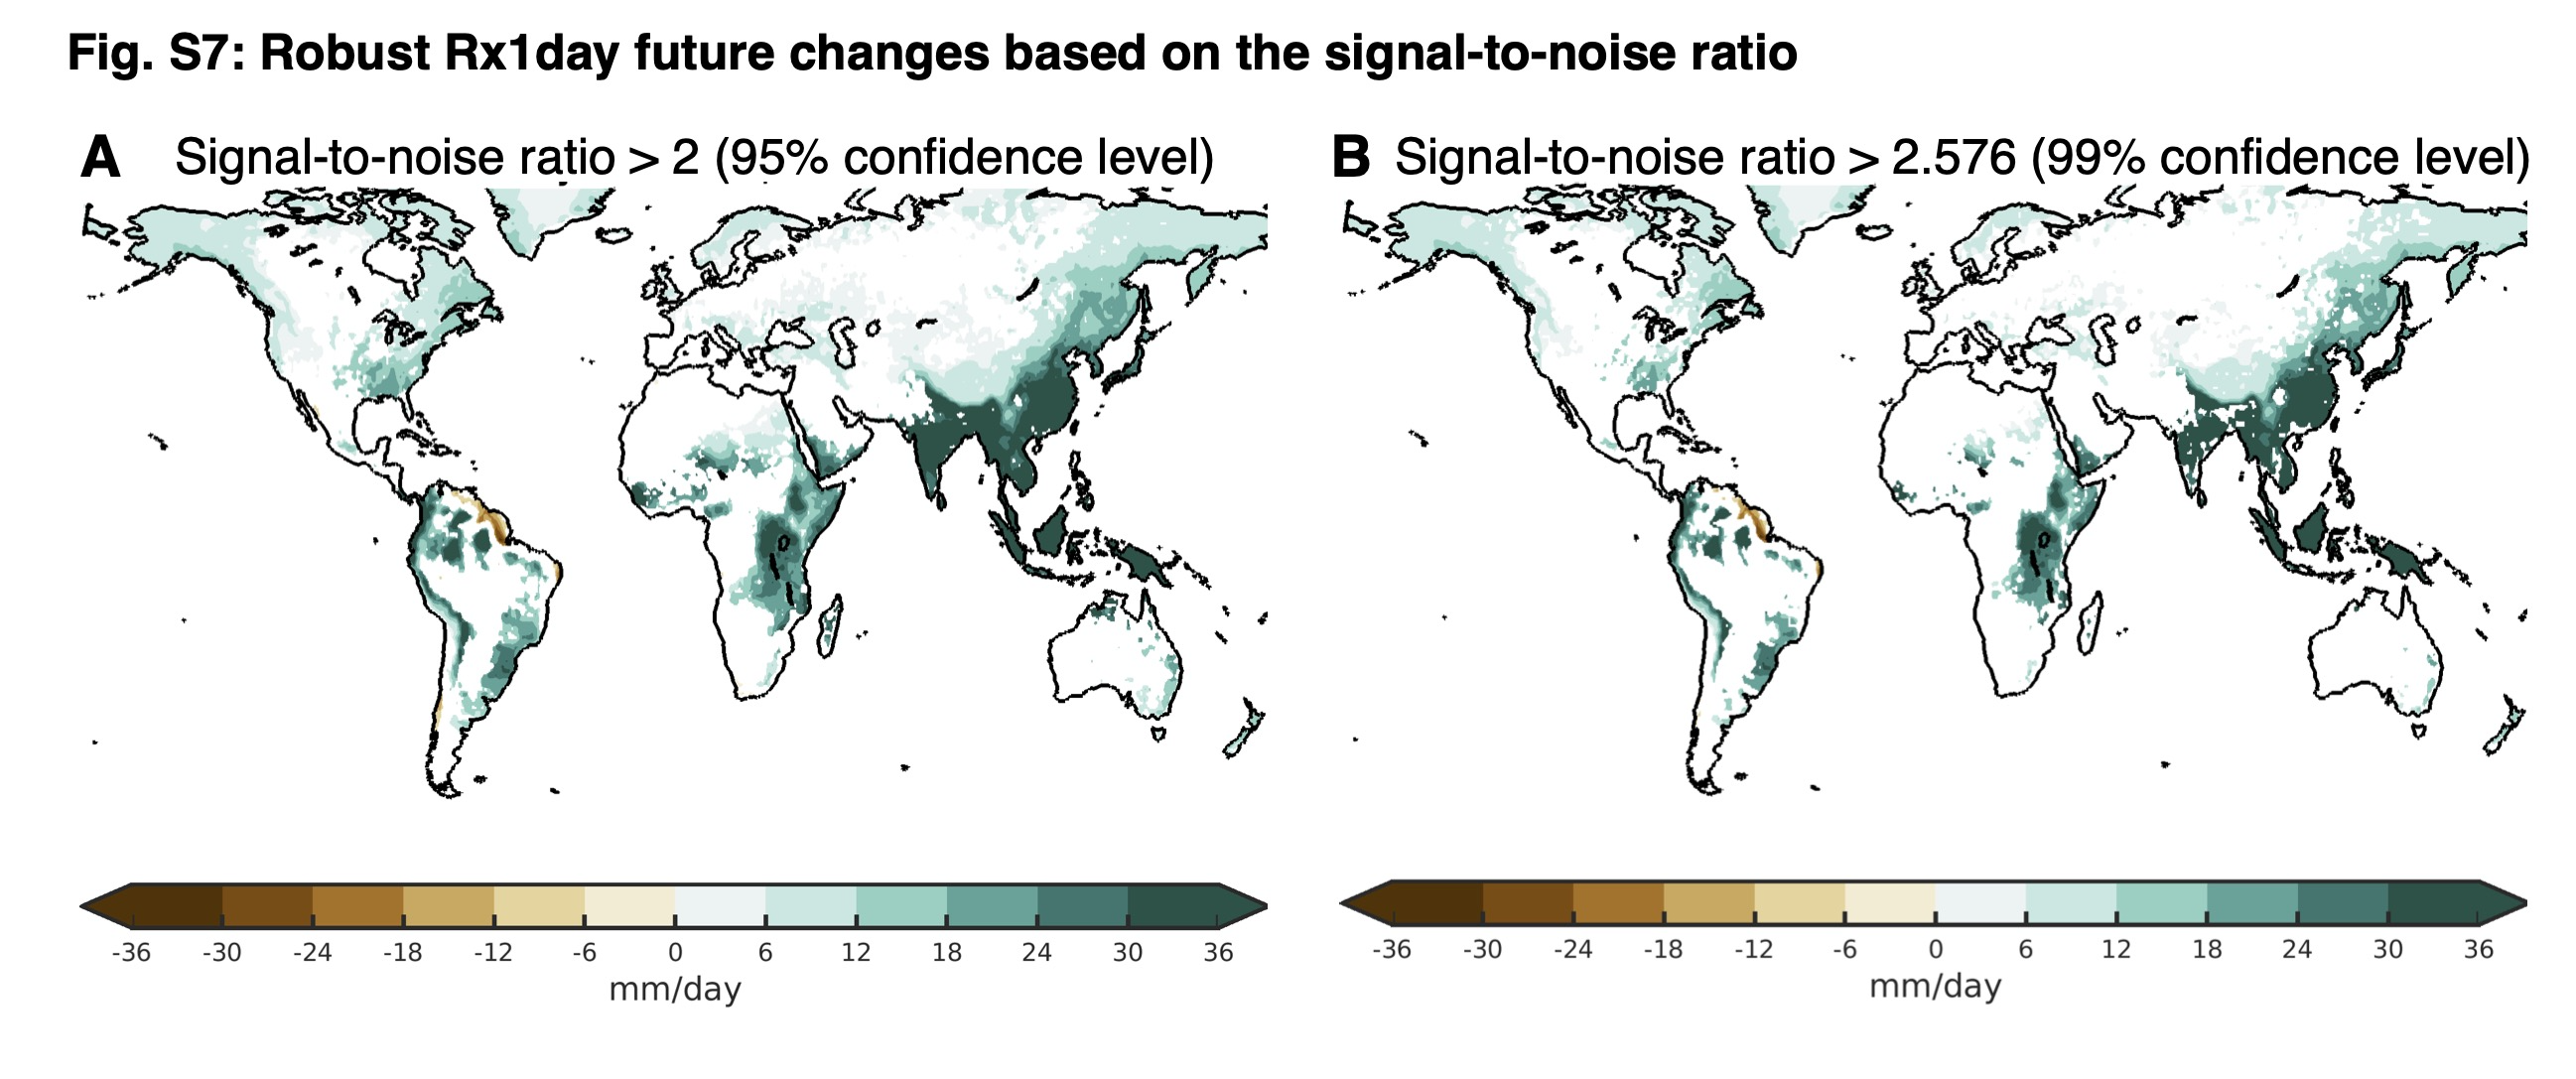 Fig. S7: Robust Rx1day future changes based on the signal-to-noise ratio
A Signal-to-noise ratio > 2 (95% confidence level)
B Signal-to-noise ratio > 2.576 (99% confidence level)
-36 -30 -24 -18 -12 -6 0 6 12 18 24 30 36
mm/day
-36 -30 -24 -18 -12 -6 0 6 12 18 24 30 36
mm/day